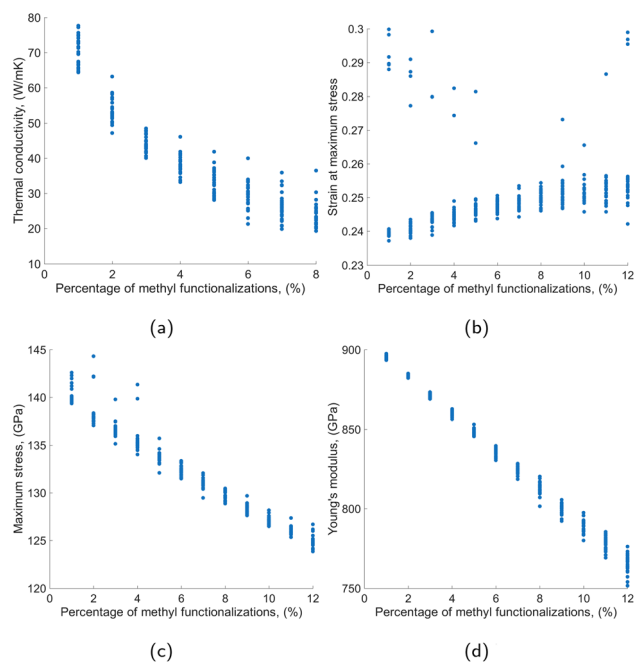 80
70
60
50
40
30
20
10
Thermal conductivity, (W/mK)
0 2 4 6 8
Percentage of methyl functionalizations, (%)
(a)
0.3
0.29
0.28
0.27
0.26
0.25
0.24
0.23
Strain at maximum stress
0 2 4 6 8 10 12
Percentage of methyl functionalizations, (%)
(b)
145
140
135
130
125
120
Maximum stress, (GPa)
0 2 4 6 8 10 12
Percentage of methyl functionalizations, (%)
(c)
900
850
800
750
Young's modulus, (GPa)
0 2 4 6 8 10 12
Percentage of methyl functionalizations, (%)
(d)